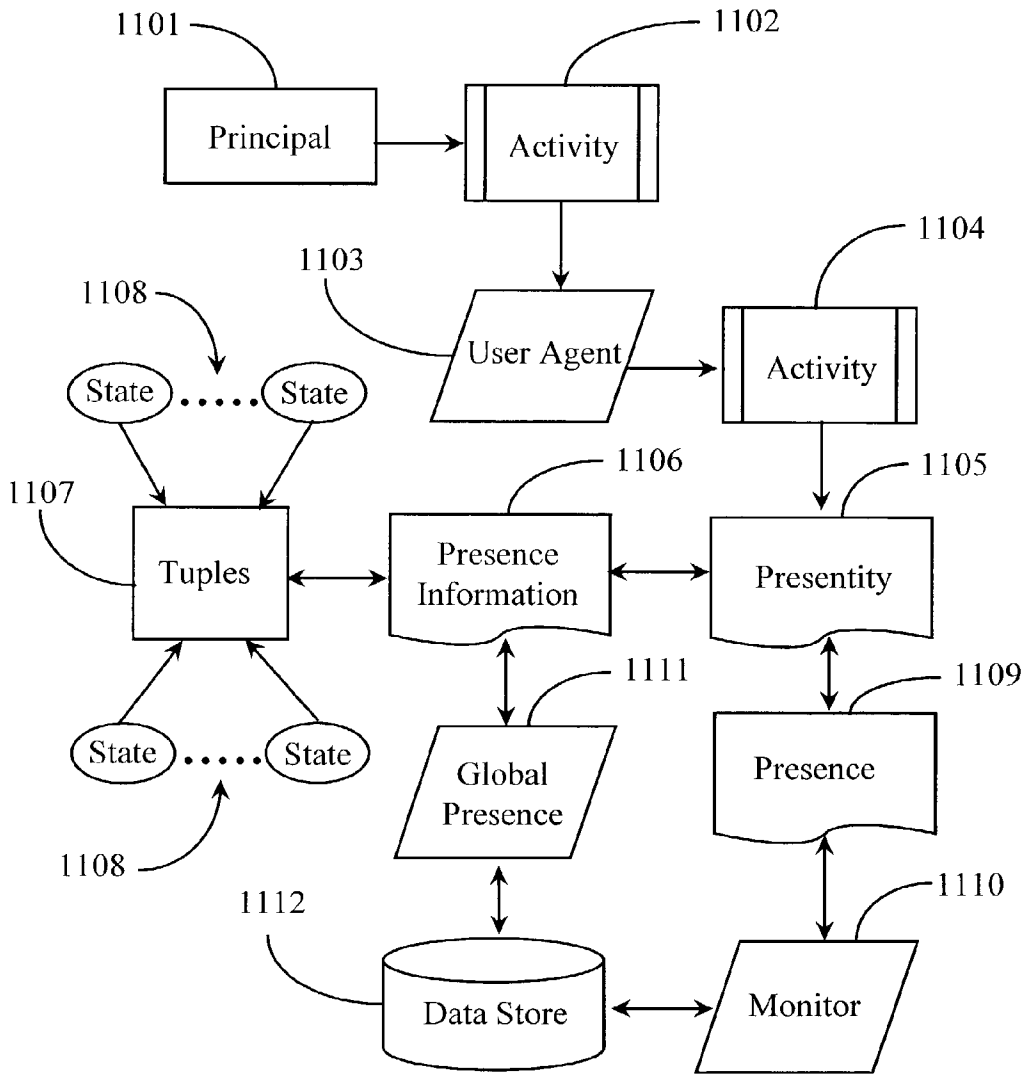 1101
1102
Principal
Activity
1103
1104
1108
User Agent
Activity
State
State
1106
1105
1107
Tuples
Presence
Information
Presentity
1111
1109
State
State
Global
Presence
Presence
1108
1110
1112
Data Store
Monitor